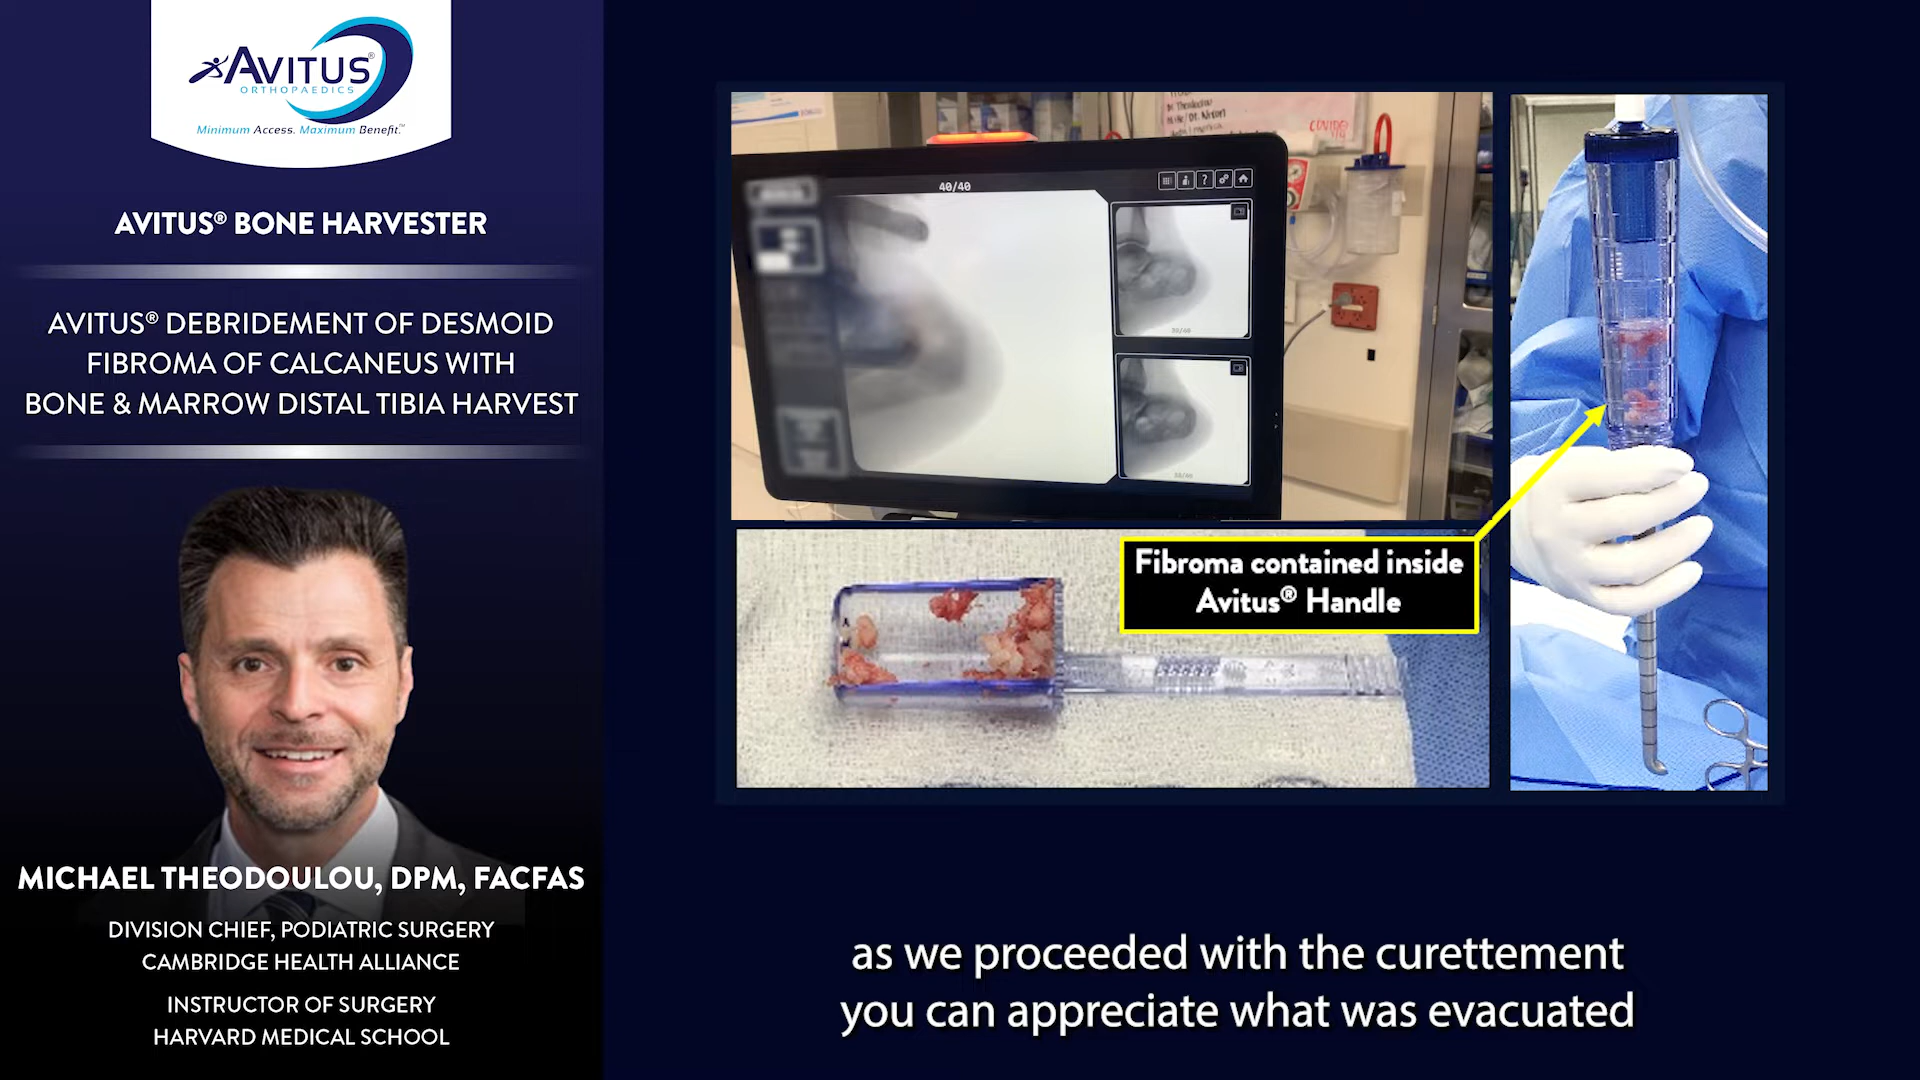 AVITUS®
ORTHOPAEDICS
Minimum Access. Maximum Benefit.™
AVITUS® BONE HARVESTER
AVITUS® DEBRIDEMENT OF DESMOID
FIBROMA OF CALCANEUS WITH
BONE & MARROW DISTAL TIBIA HARVEST
MICHAEL THEODOULOU, DPM, FACFAS
DIVISION CHIEF, PODIATRIC SURGERY
CAMBRIDGE HEALTH ALLIANCE
INSTRUCTOR OF SURGERY
HARVARD MEDICAL SCHOOL
40/40
?
Fibroma contained inside
Avitus® Handle
as we proceeded with the curettement
you can appreciate what was evacuated